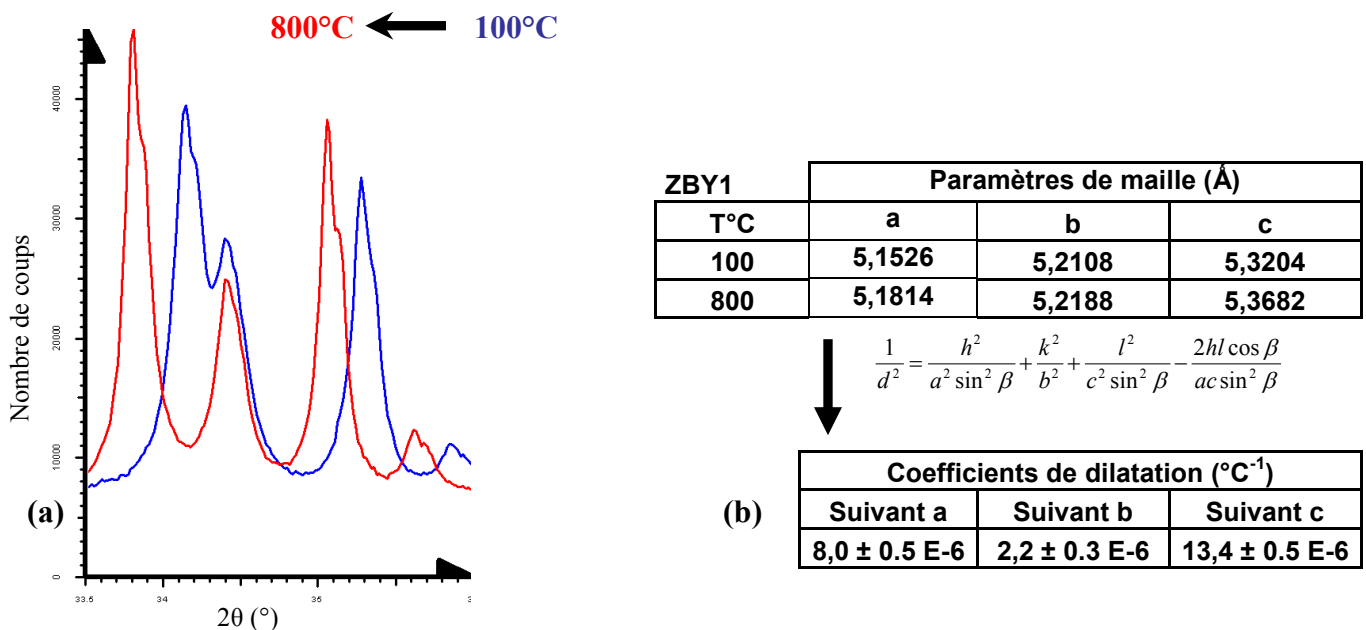 800°C 100°C
40000
30000
20000
10000
0
Nombre de coups
(a)
33.5 34 35 3
2θ (°)
ZBY1 Paramètres de maille (Å)
T°C a b c
100 5,1526 5,2108 5,3204
800 5,1814 5,2188 5,3682
1/d² = h²/(a² sin² β) + k²/b² + l²/(c² sin² β) − 2hl cos β/(ac sin² β)
(b)
Coefficients de dilatation (°C⁻¹)
Suivant a Suivant b Suivant c
8,0 ± 0.5 E-6 2,2 ± 0.3 E-6 13,4 ± 0.5 E-6